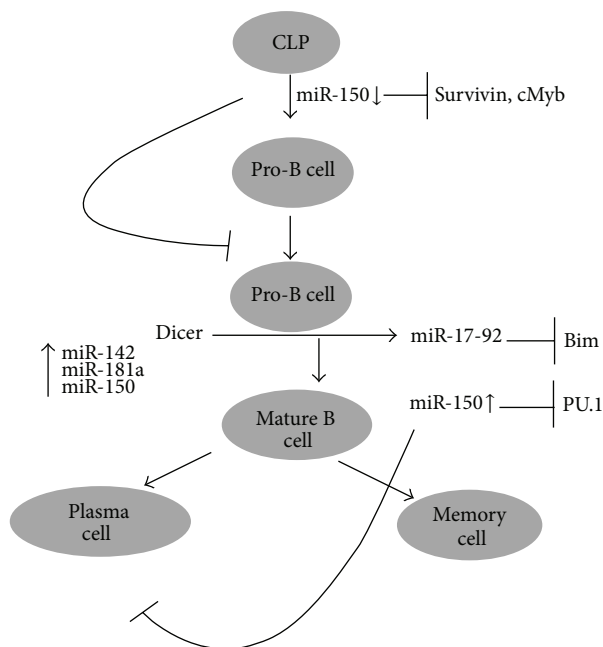 CLP
miR-150↓ Survivin, cMyb
Pro-B cell
Pro-B cell
Dicer miR-17-92 Bim
miR-142
miR-181a
miR-150
miR-150↑ PU.1
Mature B
cell
Plasma
cell
Memory
cell